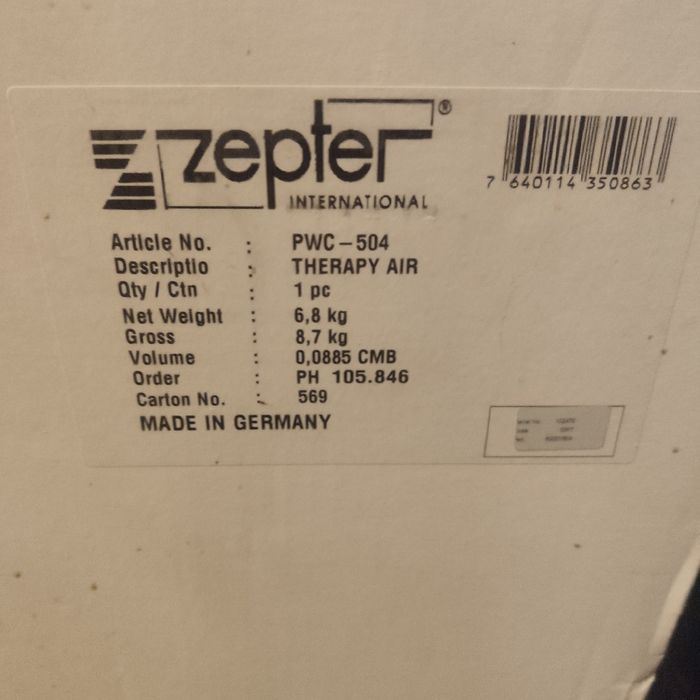 zepter®
INTERNATIONAL
7 640114 350863
Article No. : PWC-504
Descriptio : THERAPY AIR
Qty / Ctn : 1 pc
Net Weight : 6,8 kg
Gross : 8,7 kg
Volume : 0,0885 CMB
Order : PH 105.846
Carton No. : 569
MADE IN GERMANY